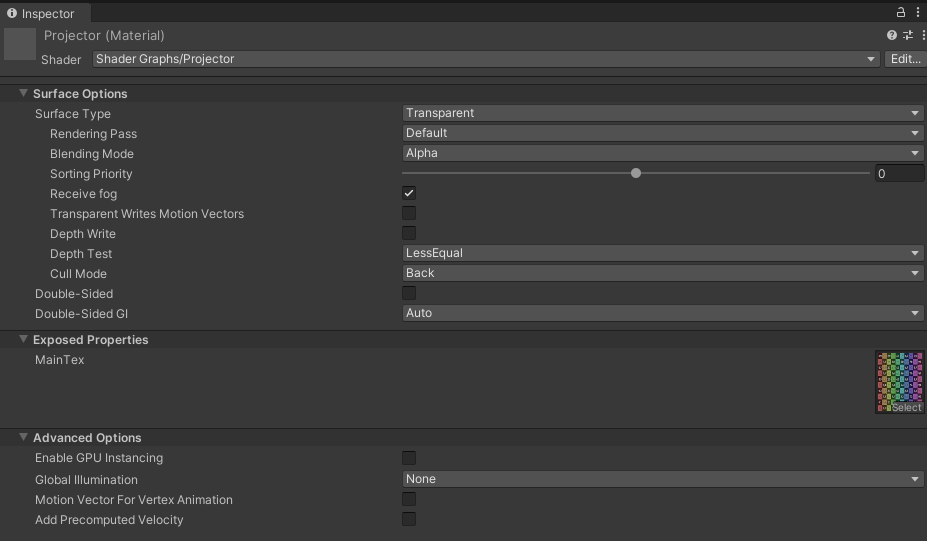 Inspector
Projector (Material)
Shader Shader Graphs/Projector Edit...
Surface Options
Surface Type Transparent
Rendering Pass Default
Blending Mode Alpha
Sorting Priority 0
Receive fog
Transparent Writes Motion Vectors
Depth Write
Depth Test LessEqual
Cull Mode Back
Double-Sided
Double-Sided GI Auto
Exposed Properties
MainTex
Select
Advanced Options
Enable GPU Instancing
Global Illumination None
Motion Vector For Vertex Animation
Add Precomputed Velocity